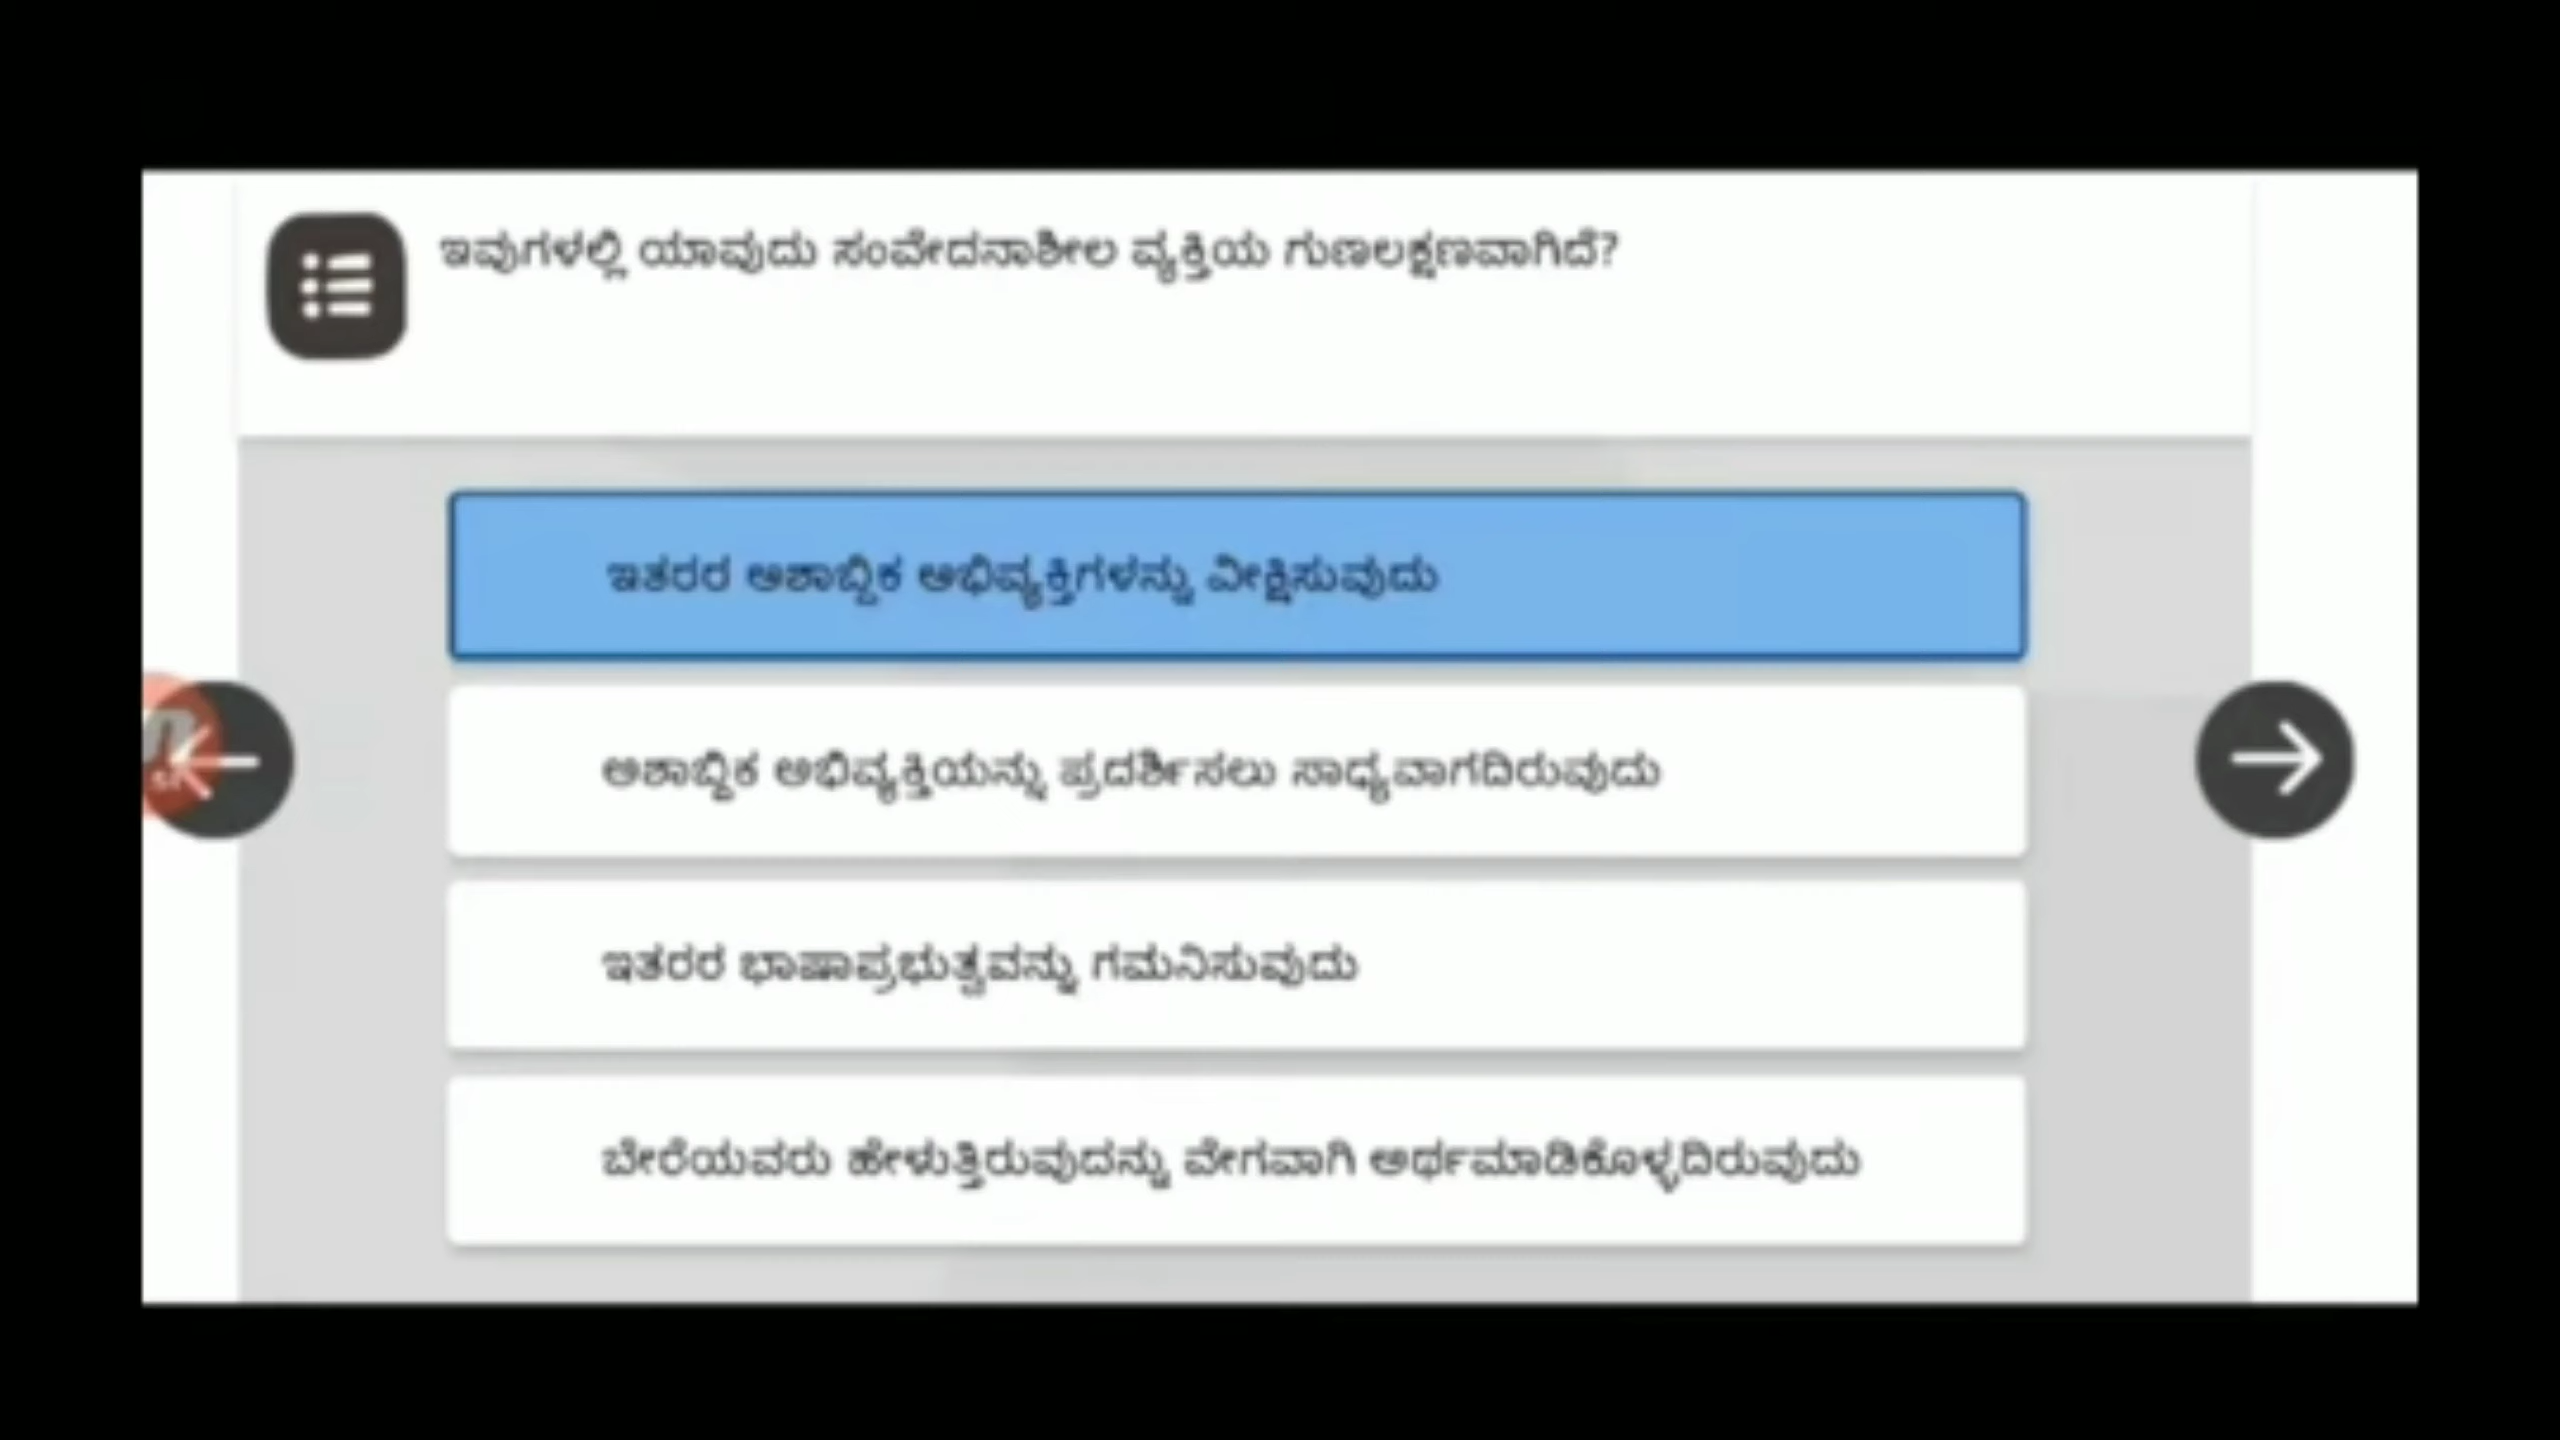 ಇವುಗಳಲ್ಲಿ ಯಾವುದು ಸಂವೇದನಾಶೀಲ ವ್ಯಕ್ತಿಯ ಗುಣಲಕ್ಷಣವಾಗಿದೆ?
ಇತರರ ಅಶಾಬ್ದಿಕ ಅಭಿವ್ಯಕ್ತಿಗಳನ್ನು ವೀಕ್ಷಿಸುವುದು
ಅಶಾಬ್ದಿಕ ಅಭಿವ್ಯಕ್ತಿಯನ್ನು ಪ್ರದರ್ಶಿಸಲು ಸಾಧ್ಯವಾಗದಿರುವುದು
ಇತರರ ಭಾಷಾಪ್ರಭುತ್ವವನ್ನು ಗಮನಿಸುವುದು
ಬೇರೆಯವರು ಹೇಳುತ್ತಿರುವುದನ್ನು ವೇಗವಾಗಿ ಅರ್ಥಮಾಡಿಕೊಳ್ಳದಿರುವುದು